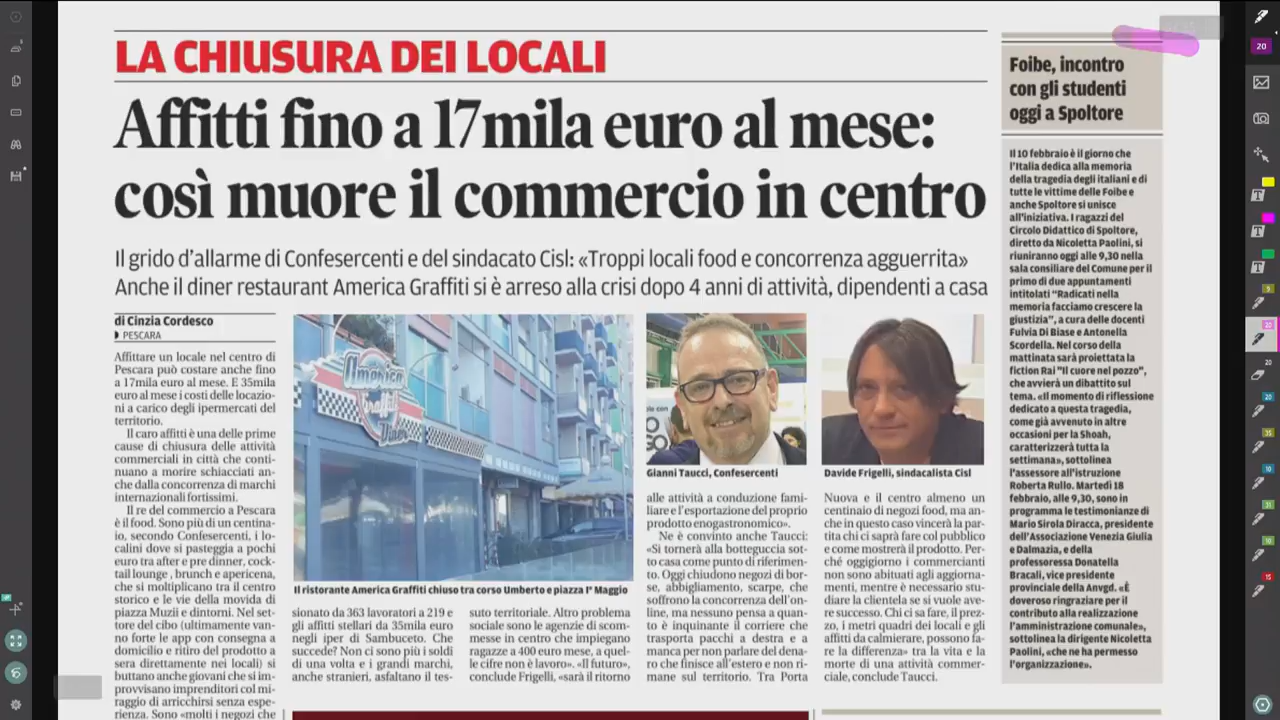 LA CHIUSURA DEI LOCALI
Affitti fino a 17mila euro al mese:
così muore il commercio in centro
Il grido d'allarme di Confesercenti e del sindacato Cisl: «Troppi locali food e concorrenza agguerrita»
Anche il diner restaurant America Graffiti si è arreso alla crisi dopo 4 anni di attività, dipendenti a casa
di Cinzia Cordesco
PESCARA
Affittare un locale nel centro di
Pescara può costare anche fino
a 17mila euro al mese. E 35mila
euro al mese i costi delle locazio-
ni a carico degli ipermercati del
territorio.
Il caro affitti è una delle prime
cause di chiusura delle attività
commerciali in città che conti-
nuano a morire schiacciati an-
che dalla concorrenza di marchi
internazionali fortissimi.
Il re del commercio a Pescara
è il food. Sono più di un centina-
io, secondo Confesercenti, i lo-
calini dove si pasteggia a pochi
euro tra after e pre dinner, cock-
tail lounge , brunch e apericena,
che si moltiplicano tra il centro
storico e le vie della movida di
piazza Muzii e dintorni. Nel set-
tore del cibo (ultimamente van-
no forte le app con consegna a
domicilio e ritiro del prodotto a
sera direttamente nei locali) si
buttano anche giovani che si im-
provvisano imprenditori col mi-
raggio di arricchirsi senza espe-
rienza. Sono «molti i negozi che
America
Graffiti
Diner
Il ristorante America Graffiti chiuso tra corso Umberto e piazza I° Maggio
sionato da 363 lavoratori a 219 e
gli affitti stellari da 35mila euro
negli iper di Sambuceto. Che
succede? Non ci sono più i soldi
di una volta e i grandi marchi,
anche stranieri, asfaltano il tes-
suto territoriale. Altro problema
sociale sono le agenzie di scom-
messe in centro che impiegano
ragazze a 400 euro mese, a quel-
le cifre non è lavoro». «Il futuro»,
conclude Frigelli, «sarà il ritorno
Gianni Taucci, Confesercenti
alle attività a conduzione fami-
liare e l'esportazione del proprio
prodotto enogastronomico».
Ne è convinto anche Taucci:
«Si tornerà alla botteguccia sot-
to casa come punto di riferimen-
to. Oggi chiudono negozi di bor-
se, abbigliamento, scarpe, che
soffrono la concorrenza dell'on-
line, ma nessuno pensa a quan-
to è inquinante il corriere che
trasporta pacchi a destra e a
manca per non parlare del dena-
ro che finisce all'estero e non ri-
mane sul territorio. Tra Porta
Davide Frigelli, sindacalista Cisl
Nuova e il centro almeno un
centinaio di negozi food, ma an-
che in questo caso vincerà la par-
tita chi ci saprà fare col pubblico
e come mostrerà il prodotto. Per-
ché oggigiorno i commercianti
non sono abituati agli aggiorna-
menti, mentre è necessario stu-
diare la clientela se si vuole ave-
re successo. Chi ci sa fare, il prez-
zo, i metri quadri dei locali e gli
affitti da calmierare, possono fa-
re la differenza» tra la vita e la
morte di una attività commer-
ciale, conclude Taucci.
Foibe, incontro
con gli studenti
oggi a Spoltore
Il 10 febbraio è il giorno che
l'Italia dedica alla memoria
della tragedia degli italiani e di
tutte le vittime delle Foibe e
anche Spoltore si unisce
all'iniziativa. I ragazzi del
Circolo Didattico di Spoltore,
diretto da Nicoletta Paolini, si
riuniranno oggi alle 9,30 nella
sala consiliare del Comune per il
primo di due appuntamenti
intitolati "Radicati nella
memoria facciamo crescere la
giustizia", a cura delle docenti
Fulvia Di Biase e Antonella
Scordella. Nel corso della
mattinata sarà proiettata la
fiction Rai "Il cuore nel pozzo",
che avvierà un dibattito sul
tema. «Il momento di riflessione
dedicato a questa tragedia,
come già avvenuto in altre
occasioni per la Shoah,
caratterizzerà tutta la
settimana», sottolinea
l'assessore all'istruzione
Roberta Rullo. Martedì 18
febbraio, alle 9,30, sono in
programma le testimonianze di
Mario Sirola Diracca, presidente
dell'Associazione Venezia Giulia
e Dalmazia, e della
professoressa Donatella
Bracali, vice presidente
provinciale della Anvgd. «È
doveroso ringraziare per il
contributo alla realizzazione
l'amministrazione comunale»,
sottolinea la dirigente Nicoletta
Paolini, «che ne ha permesso
l'organizzazione».
20